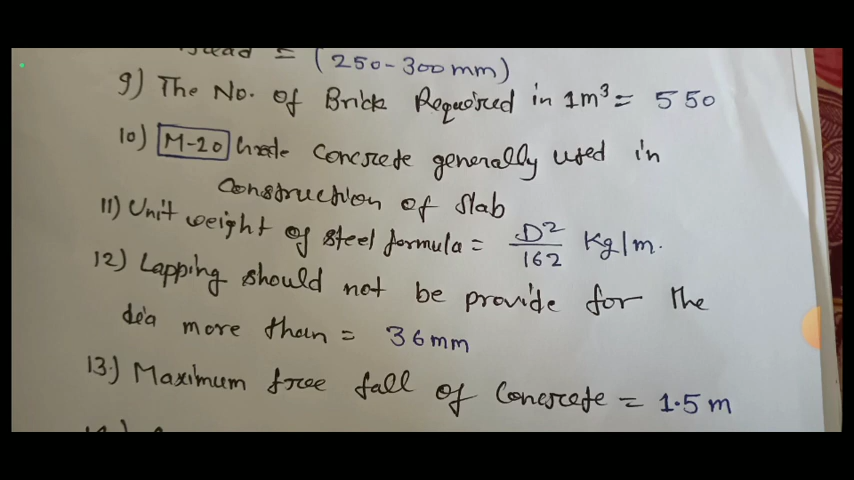 = (250-300mm)
9) The No. of Brick Required in 1m³ = 550
10) M-20 Grade Concrete generally used in
Construction of slab
11) Unit weight of steel formula = D²/162 Kg/m.
12) Lapping should not be provide for the
dia more than = 36mm
13.) Maximum free fall of Concrete = 1.5 m